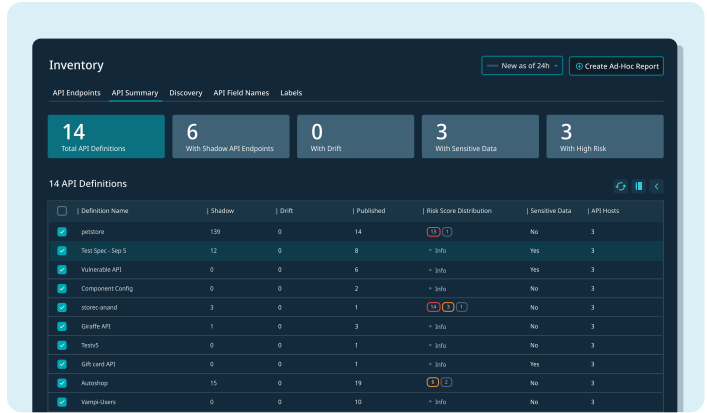 Inventory
New as of 24h
Create Ad-Hoc Report
API Endpoints API Summary Discovery API Field Names Labels
14 6 0 3 3
Total API Definitions With Shadow API Endpoints With Drift With Sensitive Data With High Risk
14 API Definitions
| Definition Name | Shadow | Drift | Published | Risk Score Distribution | Sensitive Data | API Hosts
petstore 139 0 14 13 1 No 3
Test Spec - Sep 5 12 0 8 Info Yes 3
Vulnerable API 0 0 6 Info Yes 3
Component Config 0 0 2 Info No 3
storec-anand 3 0 1 14 3 1 No 3
Giraffe API 1 0 3 Info No 3
Testv5 0 0 1 Info No 3
Gift card API 0 0 1 Info Yes 3
Autoshop 15 0 19 6 2 No 3
Vampi-Users 0 0 10 Info No 3